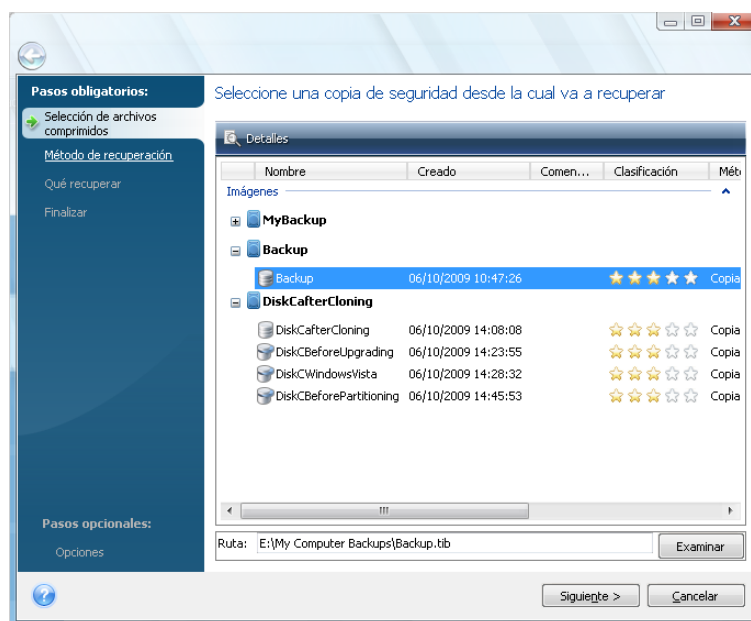 Pasos obligatorios:
Selección de archivos
comprimidos
Método de recuperación
Qué recuperar
Finalizar
Pasos opcionales:
Opciones
Seleccione una copia de seguridad desde la cual va a recuperar
Detalles
Nombre Creado Comen... Clasificación Méto
Imágenes
MyBackup
Backup
Backup 06/10/2009 10:47:26 Copia
DiskCafterCloning
DiskCafterCloning 06/10/2009 14:08:08 Copia
DiskCBeforeUpgrading 06/10/2009 14:23:55 Copia
DiskCWindowsVista 06/10/2009 14:28:32 Copia
DiskCBeforePartitioning 06/10/2009 14:45:53 Copia
Ruta: E:\My Computer Backups\Backup.tib Examinar
Siguiente > Cancelar